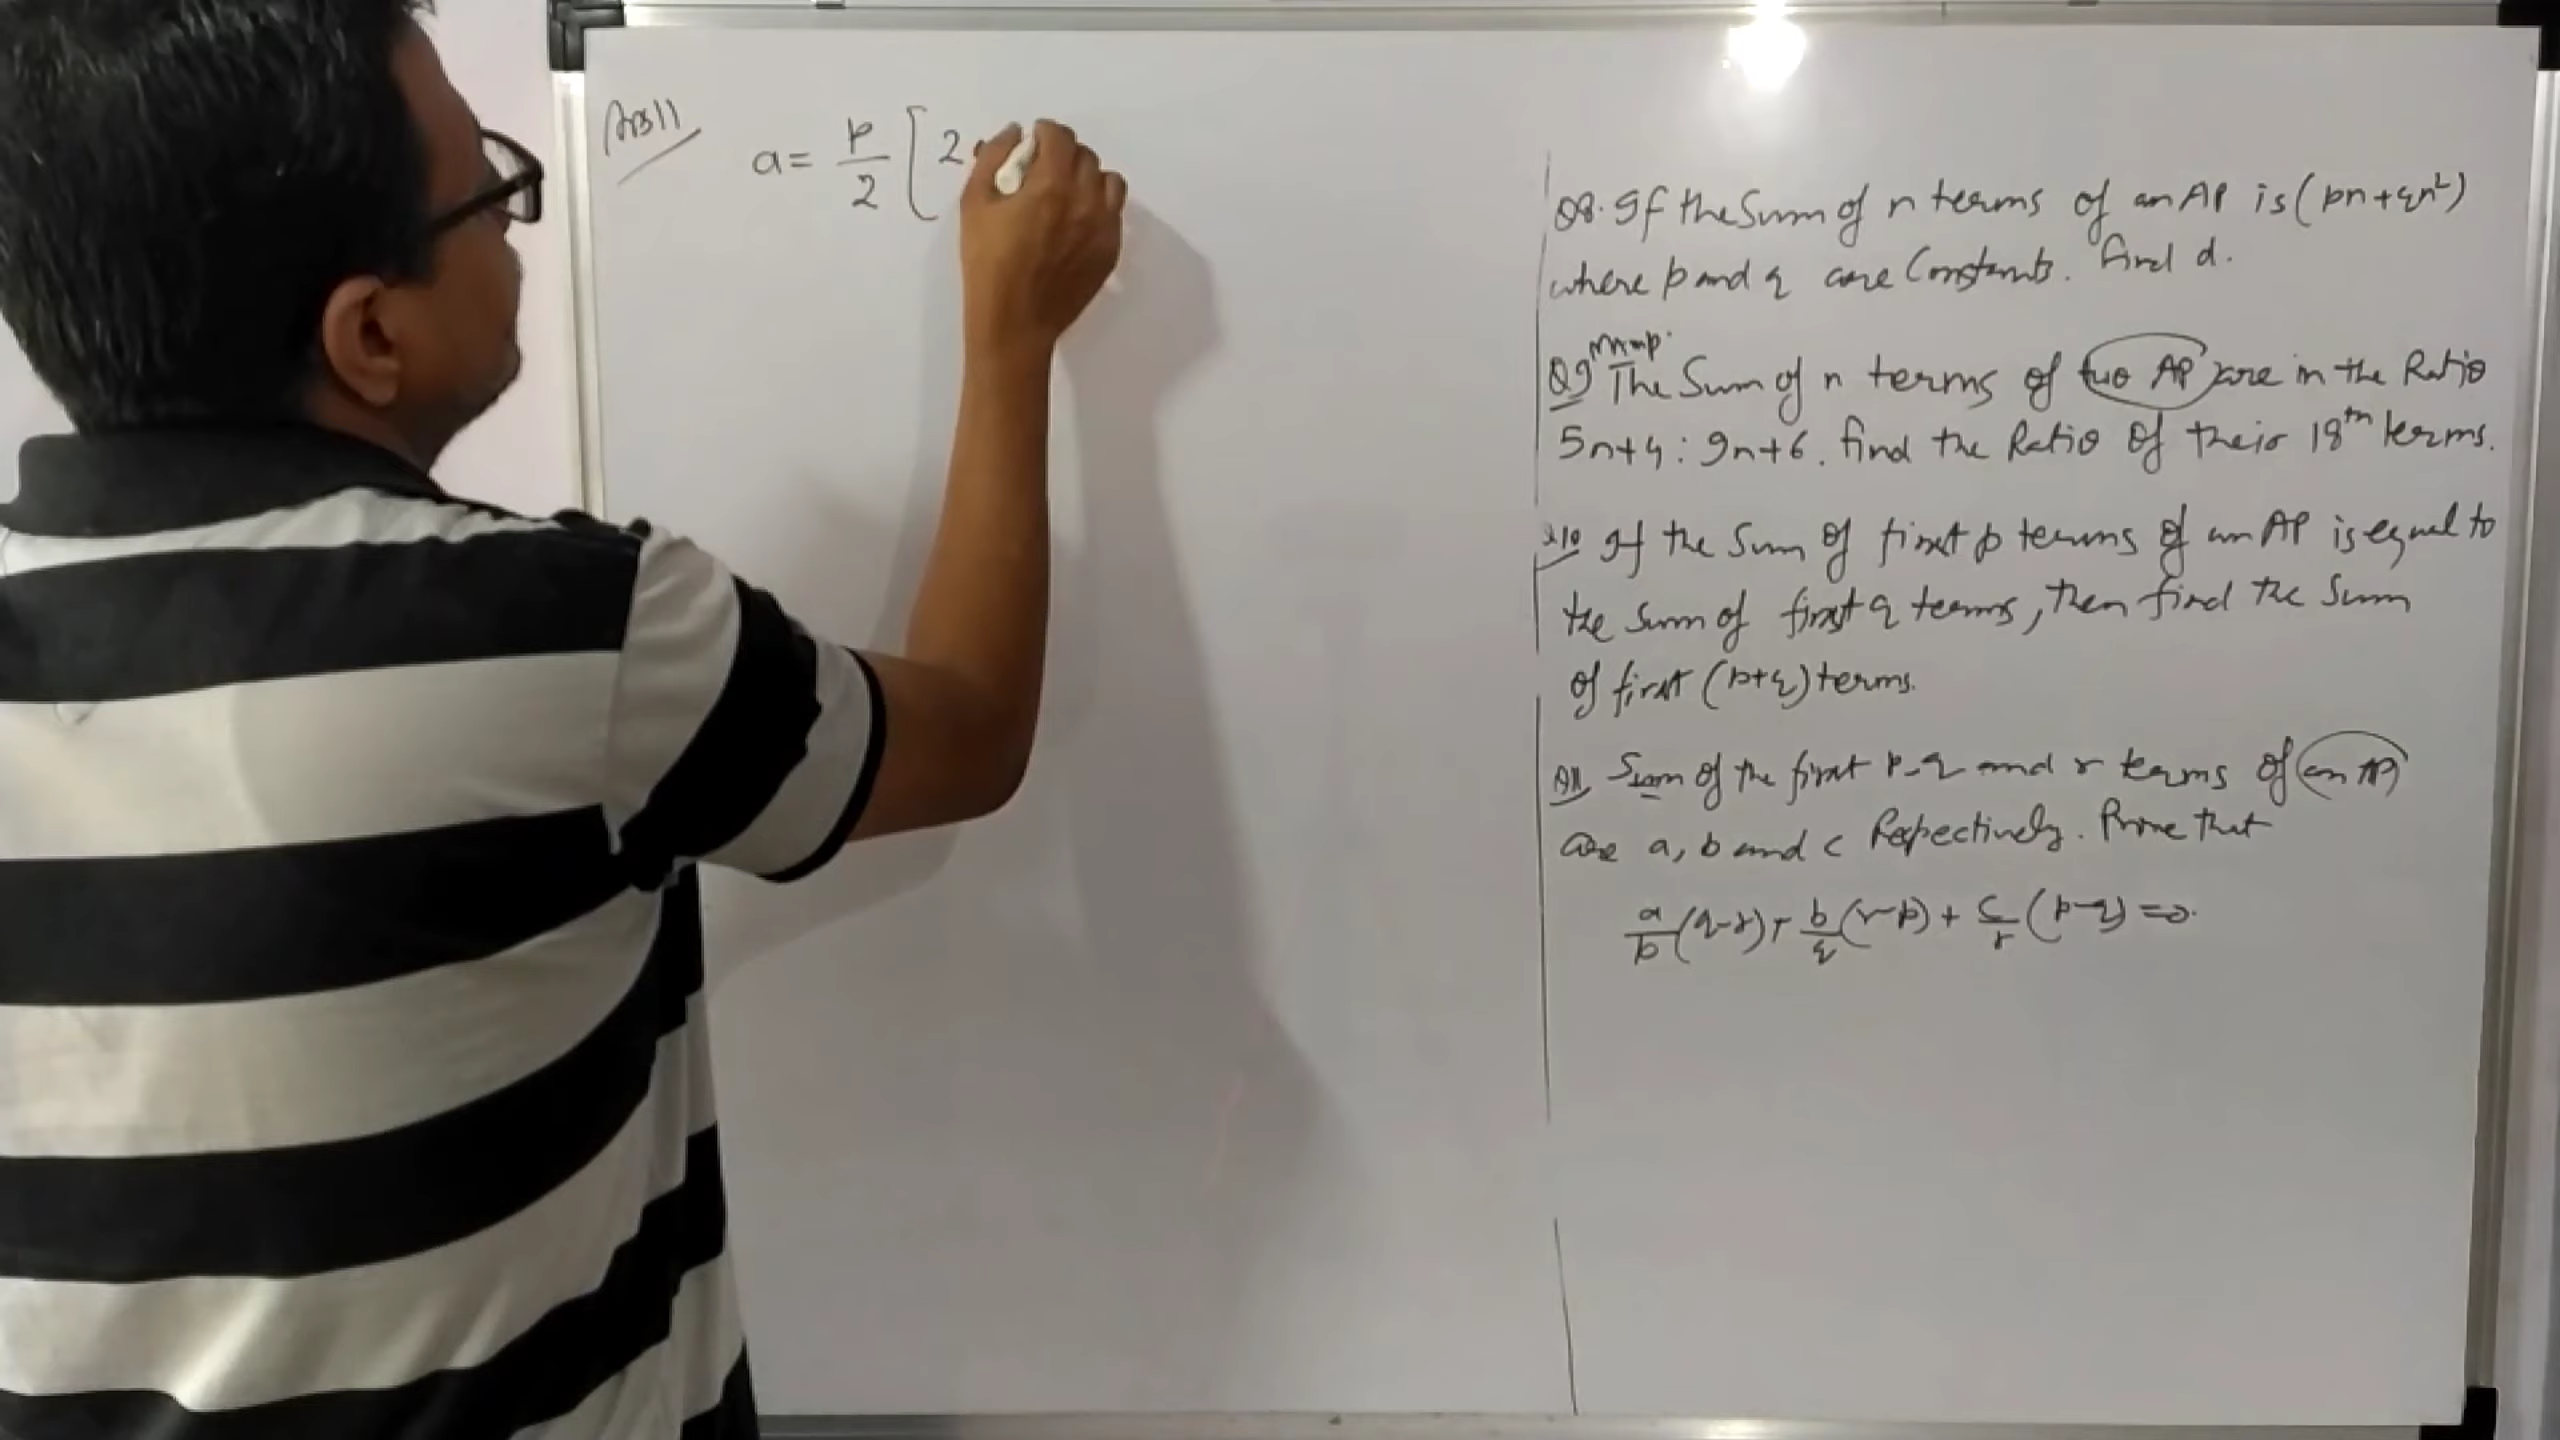 Ans11
a = p/2 [ 2
Q8. If the Sum of n terms of an AP is (pn+qn²)
where p and q are Constants. Find d.
mmp.
Q9 The Sum of n terms of two AP are in the Ratio
5n+4 : 9n+6. find the Ratio of their 18th terms.
Q10 If the Sum of first p terms of an AP is equal to
the sum of first q terms, then find the Sum
of first (p+q) terms.
Q11 Sum of the first p, q and r terms of an AP
are a, b and c Respectively. Prove that
a/p (q-r) + b/q (r-p) + c/r (p-q) = 0.